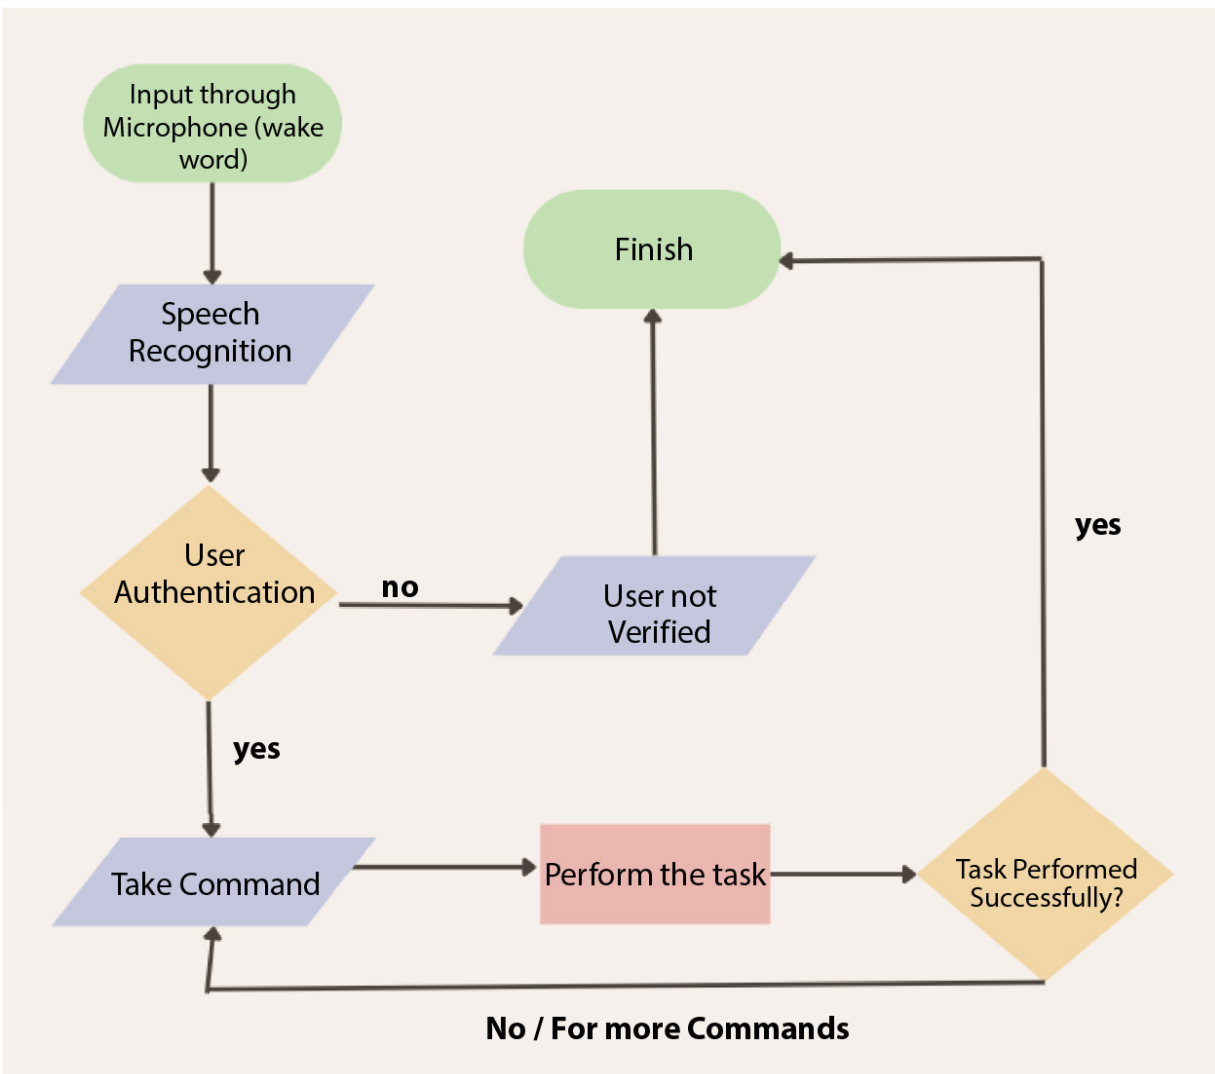 Input through
Microphone (wake
word)
Speech
Recognition
Finish
User
Authentication
no
User not
Verified
yes
yes
Take Command
Perform the task
Task Performed
Successfully?
No / For more Commands